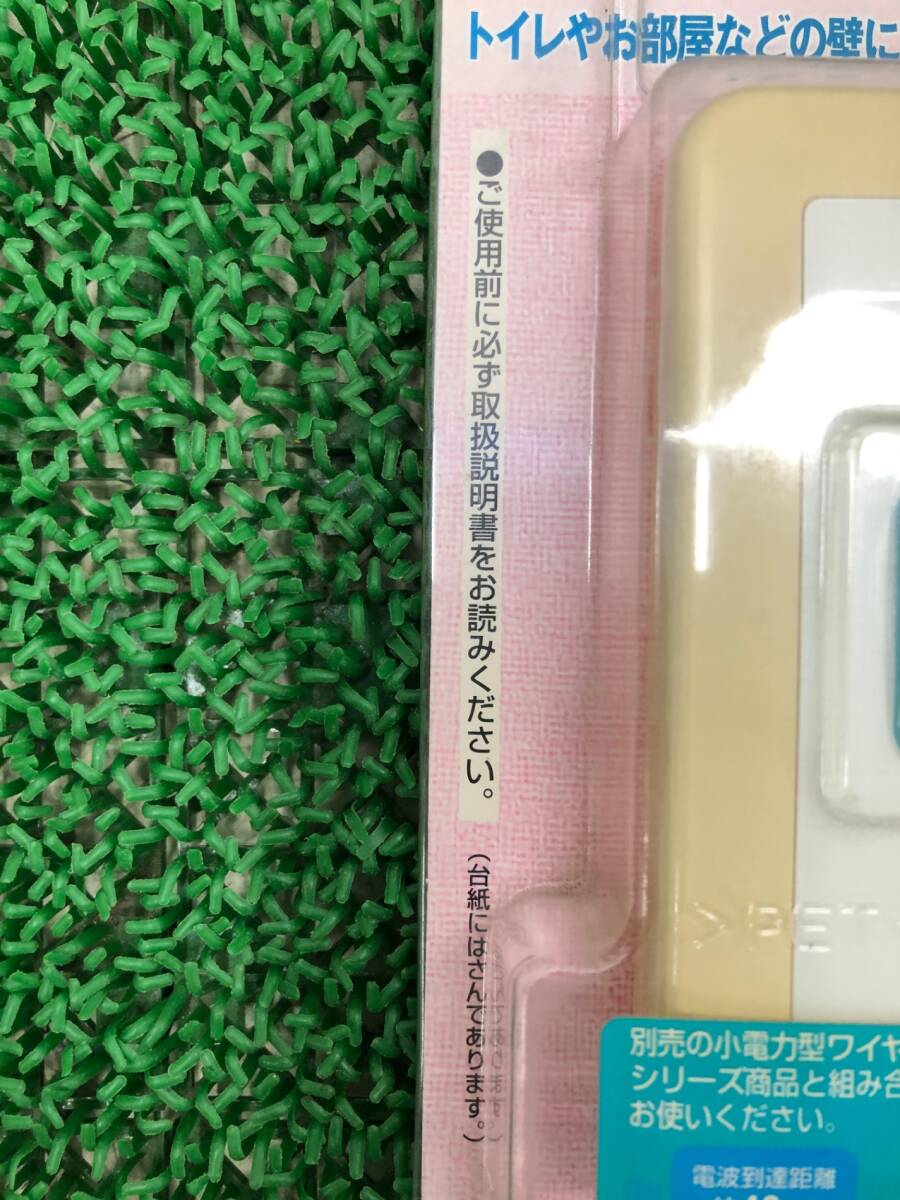 トイレやお部屋などの壁に
●ご使用前に必ず取扱説明書をお読みください。
（台紙にはさんであります。）
>PET
別売の小電力型ワイヤ
シリーズ商品と組み合
お使いください。
電波到達距離